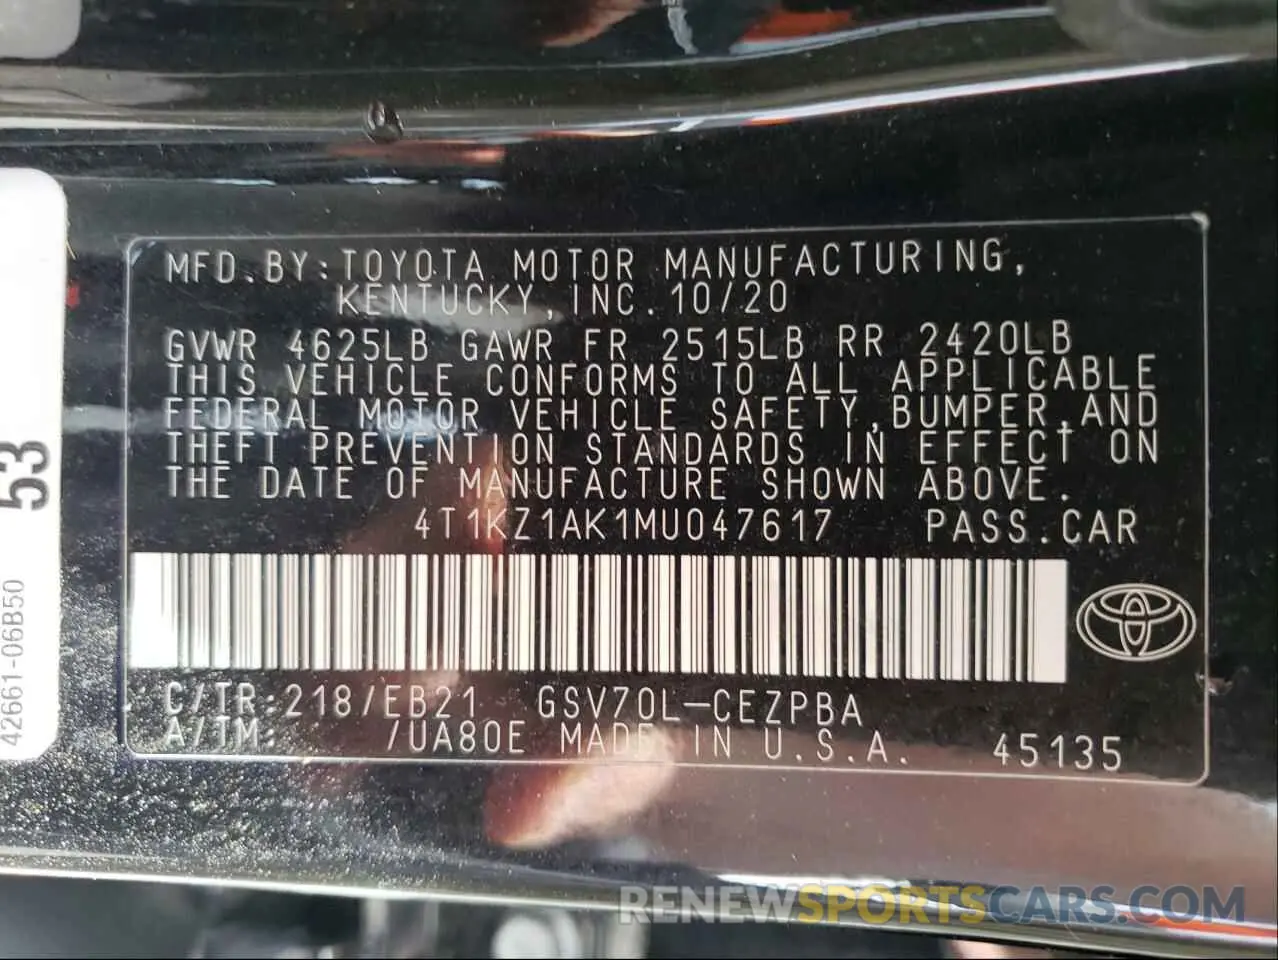 MFD.BY:TOYOTA MOTOR MANUFACTURING,
KENTUCKY,INC.10/20
GVWR 4625LB GAWR FR 2515LB RR 2420LB
THIS VEHICLE CONFORMS TO ALL APPLICABLE
FEDERAL MOTOR VEHICLE SAFETY,BUMPER,AND
THEFT PREVENTION STANDARDS IN EFFECT ON
THE DATE OF MANUFACTURE SHOWN ABOVE.
4T1KZ1AK1MU047617 PASS.CAR
C/TR:218/EB21 GSV70L-CEZPBA
A/TM: /UA80E MADE IN U.S.A. 45135
53
42661-06B50
RENEWSPORTSCARS.COM